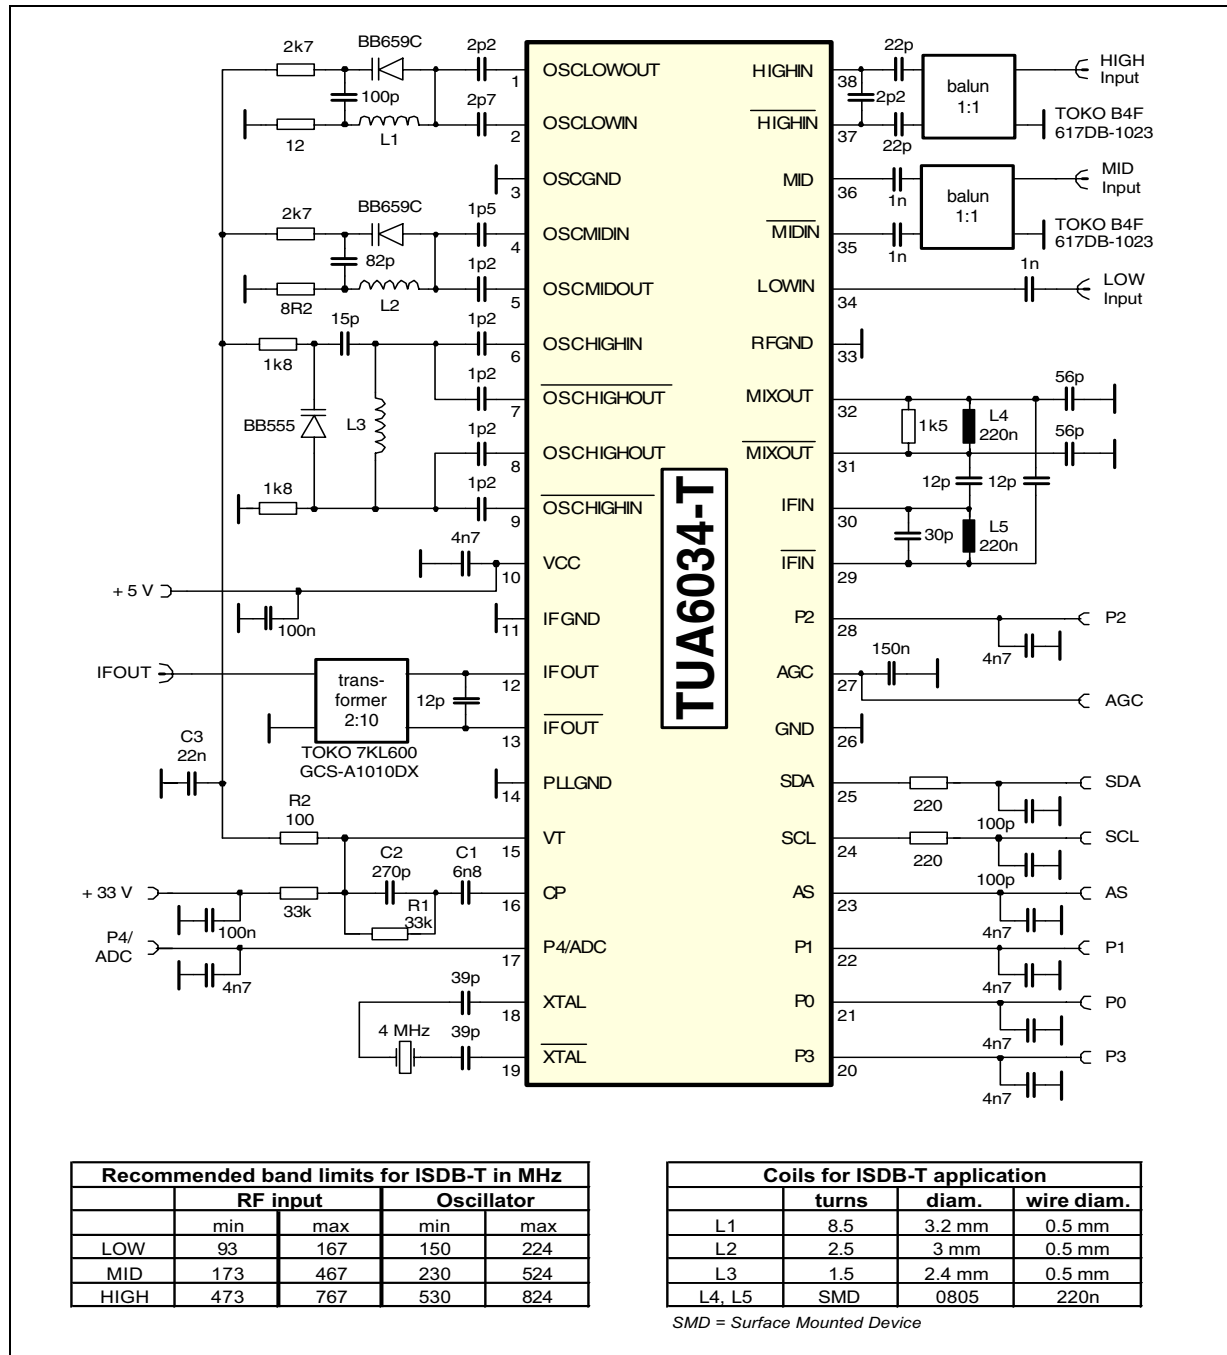 2k7
BB659C
2p2
100p
2p7
12
L1
2k7
BB659C
1p5
82p
1p2
8R2
L2
15p
1p2
1k8
1p2
BB555
L3
1p2
1k8
1p2
4n7
+ 5 V
100n
IFOUT
trans-
former
2:10
12p
TOKO 7KL600
GCS-A1010DX
C3
22n
R2
100
C2
270p
C1
6n8
+ 33 V
33k
R1
33k
100n
P4/
ADC
4n7
39p
4 MHz
39p
1 OSCLOWOUT
2 OSCLOWIN
3 OSCGND
4 OSCMIDIN
5 OSCMIDOUT
6 OSCHIGHIN
7 OSCHIGHOUT
8 OSCHIGHOUT
9 OSCHIGHIN
10 VCC
11 IFGND
12 IFOUT
13 IFOUT
14 PLLGND
15 VT
16 CP
17 P4/ADC
18 XTAL
19 XTAL
TUA6034-T
HIGHIN 38
HIGHIN 37
MID 36
MIDIN 35
LOWIN 34
RFGND 33
MIXOUT 32
MIXOUT 31
IFIN 30
IFIN 29
P2 28
AGC 27
GND 26
SDA 25
SCL 24
AS 23
P1 22
P0 21
P3 20
22p
2p2
22p
balun
1:1
HIGH
Input
TOKO B4F
617DB-1023
1n
1n
balun
1:1
MID
Input
TOKO B4F
617DB-1023
1n
LOW
Input
56p
1k5
L4
220n
56p
12p
12p
30p
L5
220n
P2
4n7
150n
AGC
220
SDA
100p
220
SCL
100p
AS
4n7
P1
4n7
P0
4n7
P3
4n7
Recommended band limits for ISDB-T in MHz
RF input Oscillator
min max min max
LOW 93 167 150 224
MID 173 467 230 524
HIGH 473 767 530 824
Coils for ISDB-T application
turns diam. wire diam.
L1 8.5 3.2 mm 0.5 mm
L2 2.5 3 mm 0.5 mm
L3 1.5 2.4 mm 0.5 mm
L4, L5 SMD 0805 220n
SMD = Surface Mounted Device